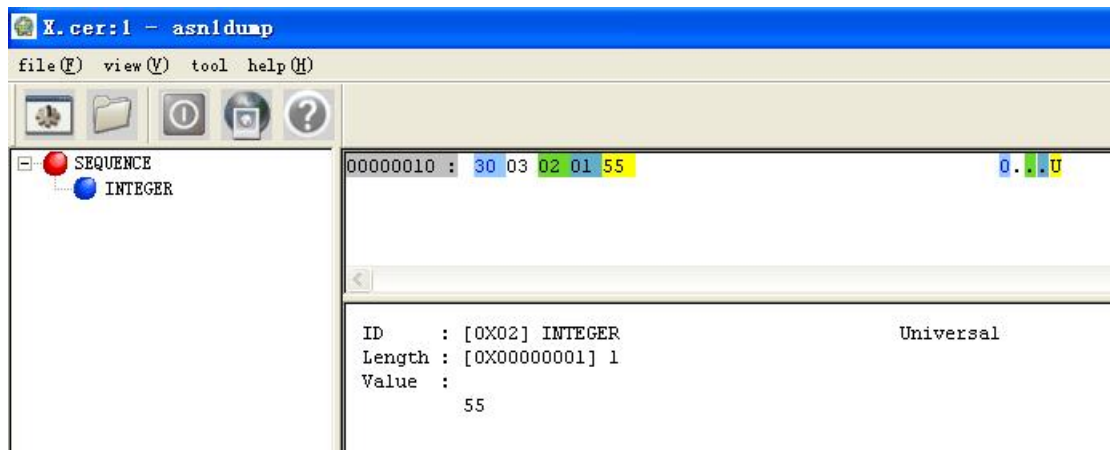 X.cer:1 - asn1dump
file(F) view(V) tool help(H)
SEQUENCE
INTEGER
00000010 : 30 03 02 01 55 0...U
ID : [0X02] INTEGER Universal
Length : [0X00000001] 1
Value :
55